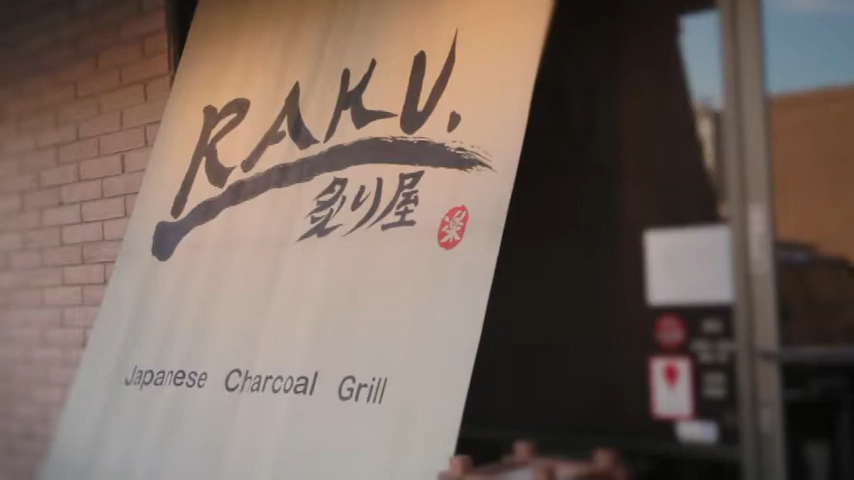 RAKU.
炙り屋
楽
Japanese Charcoal Grill